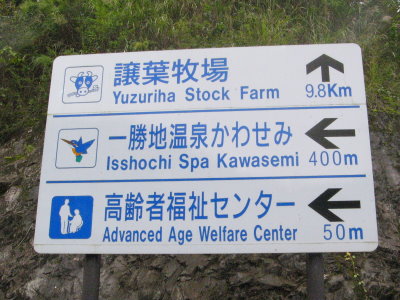 譲葉牧場
Yuzuriha Stock Farm 9.8Km
一勝地温泉かわせみ
Isshochi Spa Kawasemi 400m
高齢者福祉センター
Advanced Age Welfare Center 50m